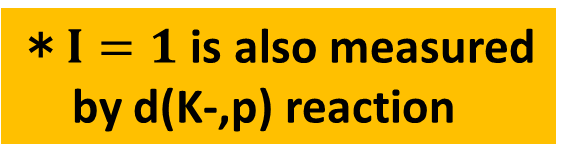 * I = 1 is also measured
by d(K-,p) reaction